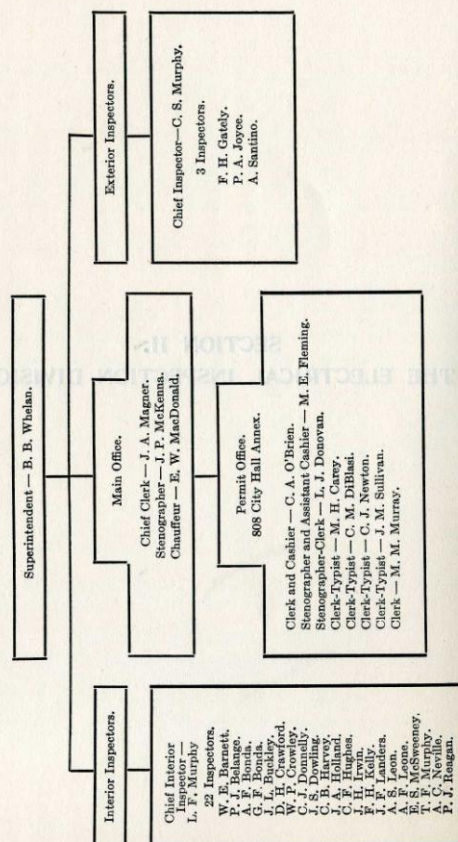 Superintendent — B. B. Whelan.
Interior Inspectors.
Chief Interior
Inspector —
L. F. Murphy
22 Inspectors.
W. E. Barnett.
P. J. Belange.
A. F. Bonda.
G. F. Bonda.
J. L. Buckley.
D. H. Crawford.
W. P. Crowley.
C. J. Donnelly.
J. S. Dowling.
C. B. Harvey.
J. A. Holland.
C. F. Hughes.
J. H. Irwin.
F. H. Kelly.
J. F. Landers.
A. S. Leon.
A. F. Leone.
E. S. McSweeney.
T. F. Murphy.
A. C. Neville.
P. J. Reagan.
Main Office.
Chief Clerk — J. A. Magner.
Stenographer — J. P. McKenna.
Chauffeur — E. W. MacDonald.
Permit Office.
808 City Hall Annex.
Clerk and Cashier — C. A. O'Brien.
Stenographer and Assistant Cashier — M. E. Fleming.
Stenographer-Clerk — L. J. Donovan.
Clerk-Typist — M. H. Carey.
Clerk-Typist — C. M. DiBlasi.
Clerk-Typist — C. J. Newton.
Clerk-Typist — J. M. Sullivan.
Clerk — M. M. Murray.
Exterior Inspectors.
Chief Inspector—C. S. Murphy.
3 Inspectors.
F. H. Gately.
P. A. Joyce.
A. Santino.
SECTION II
THE ELECTRICAL INSPECTION DIVISIO